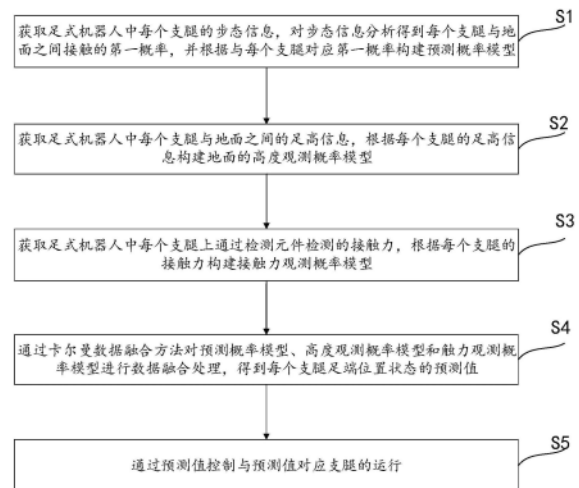 S1
获取足式机器人中每个支腿的步态信息，对步态信息分析得到每个支腿与地
面之间接触的第一概率，并根据与每个支腿对应第一概率构建预测概率模型
S2
获取足式机器人中每个支腿与地面之间的足高信息，根据每个支腿的足高信
息构建地面的高度观测概率模型
S3
获取足式机器人中每个支腿上通过检测元件检测的接触力，根据每个支腿的
接触力构建接触力观测概率模型
S4
通过卡尔曼数据融合方法对预测概率模型、高度观测概率模型和触力观测概
率模型进行数据融合处理，得到每个支腿足端位置状态的预测值
S5
通过预测值控制与预测值对应支腿的运行